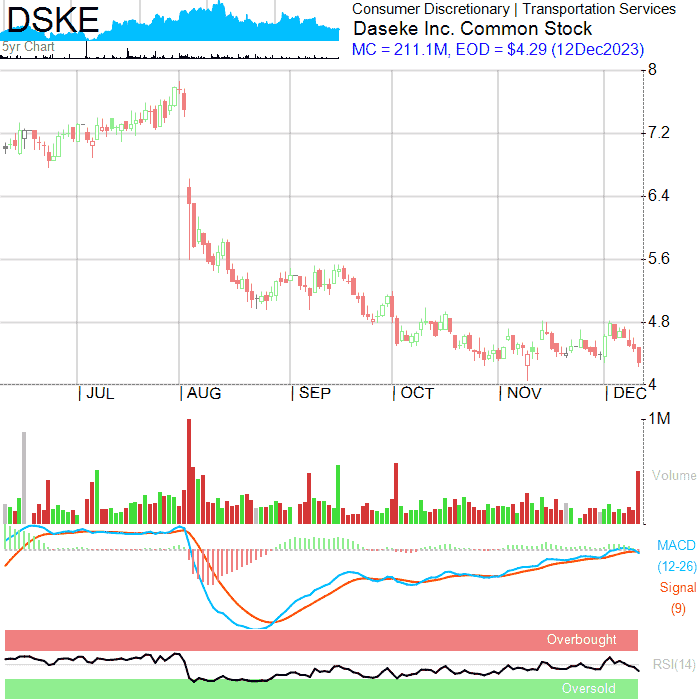 DSKE
5yr Chart
Consumer Discretionary | Transportation Services
Daseke Inc. Common Stock
MC = 211.1M, EOD = $4.29 (12Dec2023)
8
7.2
6.4
5.6
4.8
4
| JUL | AUG | SEP | OCT | NOV | DEC
1M
Volume
MACD
(12-26)
Signal
(9)
Overbought
RSI(14)
Oversold